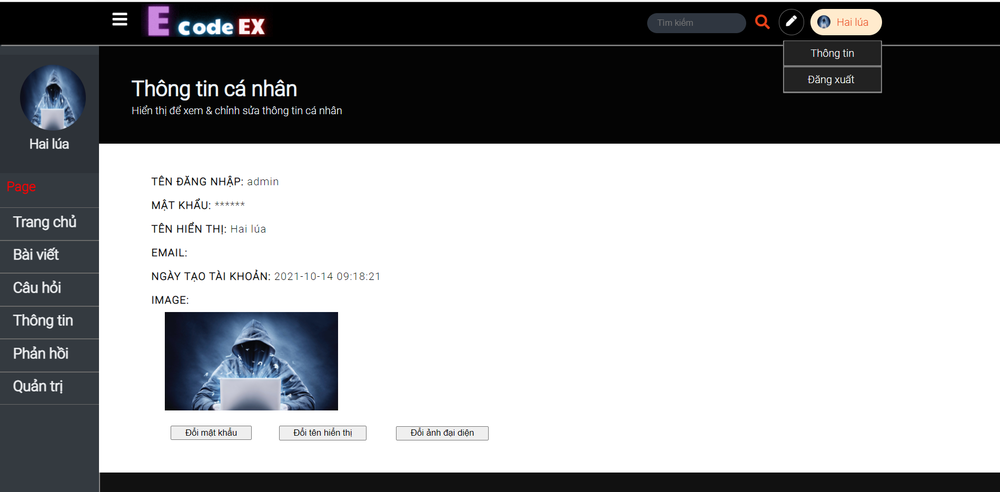 E code EX
Tìm kiếm
Hai lúa
Thông tin
Đăng xuất
Hai lúa
Page
Trang chủ
Bài viết
Câu hỏi
Thông tin
Phản hồi
Quản trị
Thông tin cá nhân
Hiển thị để xem & chỉnh sửa thông tin cá nhân
TÊN ĐĂNG NHẬP: admin
MẬT KHẨU: ******
TÊN HIỂN THỊ: Hai lúa
EMAIL:
NGÀY TẠO TÀI KHOẢN: 2021-10-14 09:18:21
IMAGE:
Đổi mật khẩu
Đổi tên hiển thị
Đổi ảnh đại diện